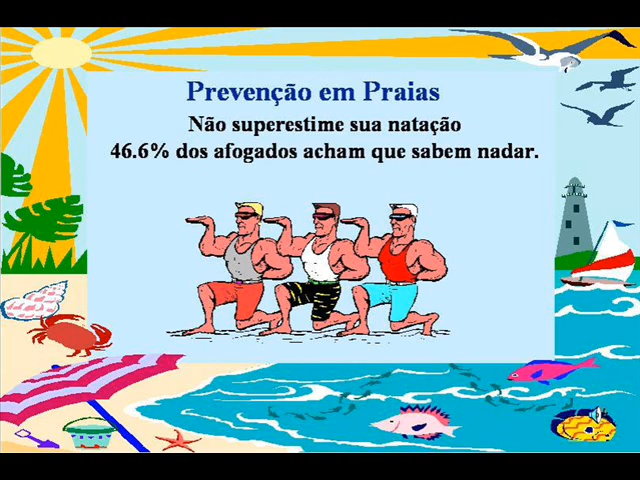 Prevenção em Praias
Não superestime sua natação
46.6% dos afogados acham que sabem nadar.